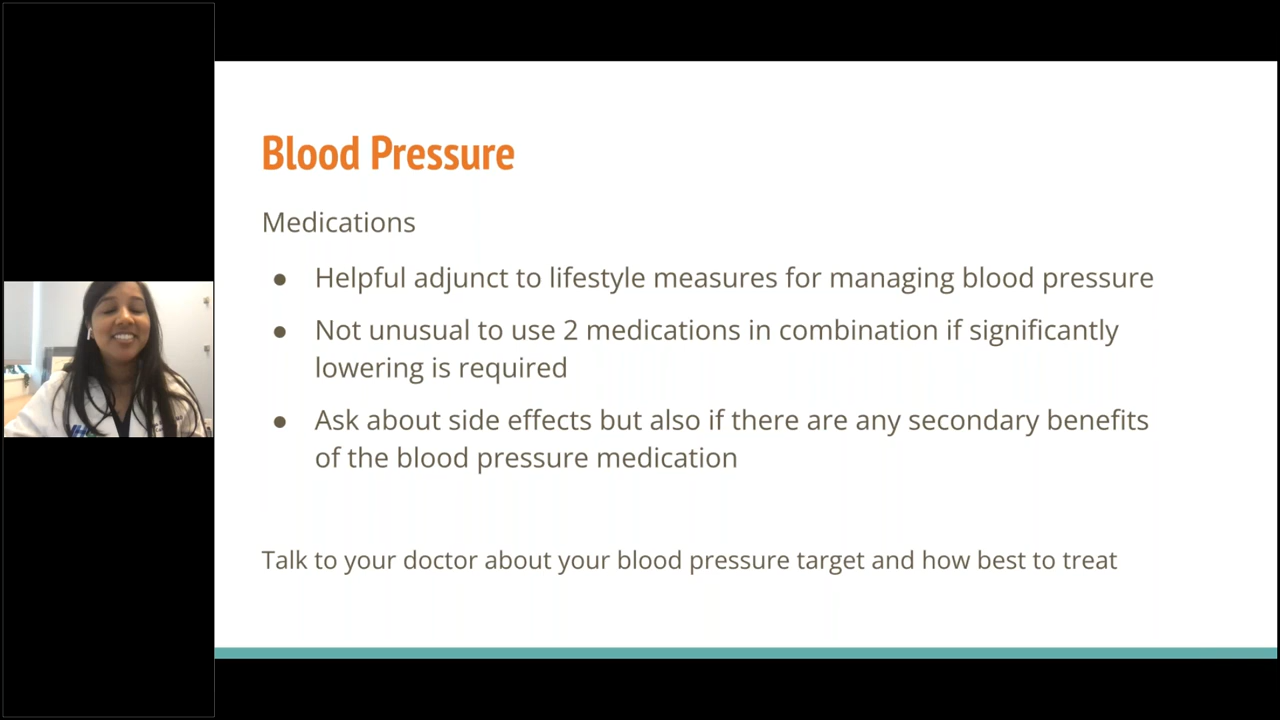 Blood Pressure
Medications
● Helpful adjunct to lifestyle measures for managing blood pressure
● Not unusual to use 2 medications in combination if significantly
lowering is required
● Ask about side effects but also if there are any secondary benefits
of the blood pressure medication
Talk to your doctor about your blood pressure target and how best to treat